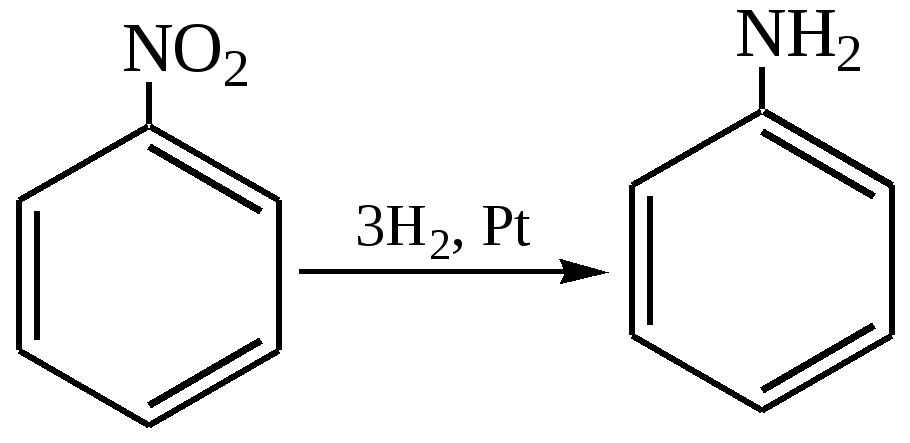 NO₂
3H₂, Pt
NH₂